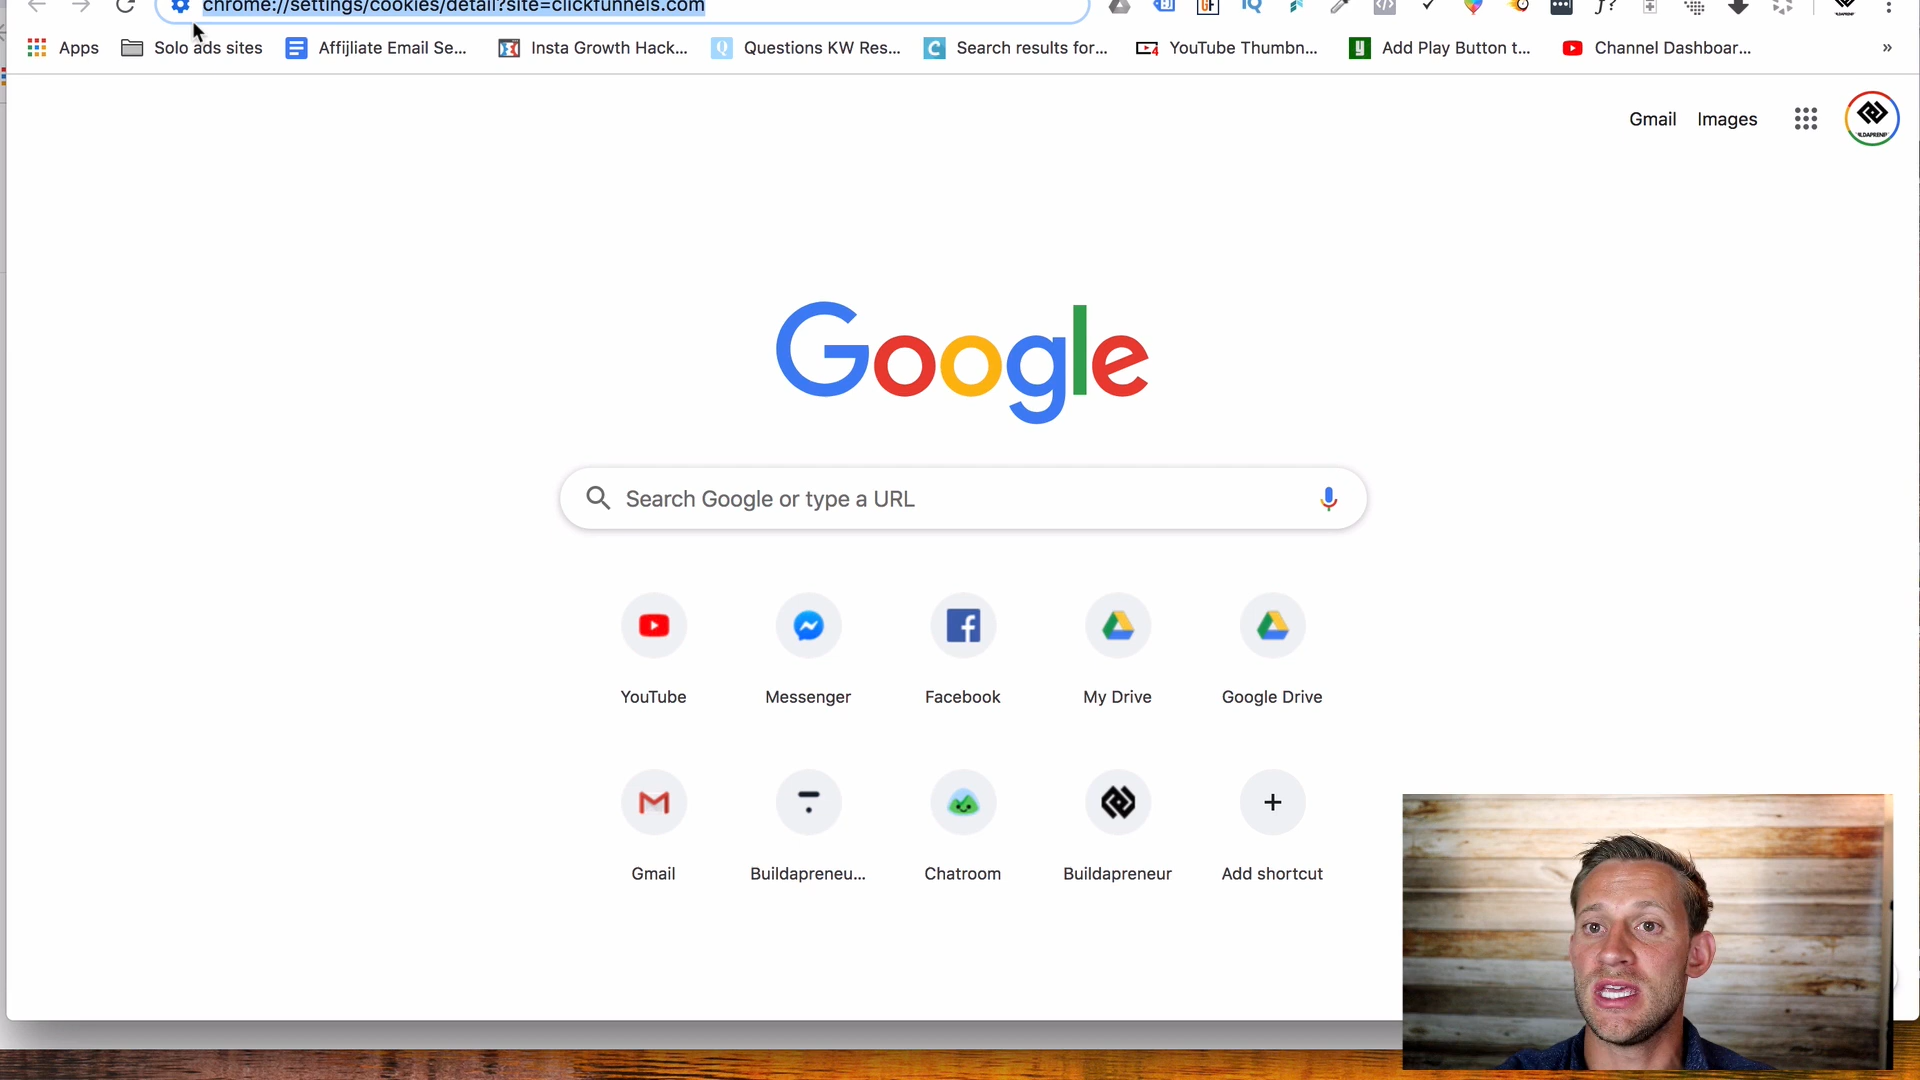 chrome://settings/cookies/detail?site=clickfunnels.com
Apps
Solo ads sites
Affijliate Email Se...
Insta Growth Hack...
Questions KW Res...
Search results for...
YouTube Thumbn...
Add Play Button t...
Channel Dashboar...
»
Gmail
Images
Google
Search Google or type a URL
YouTube
Messenger
Facebook
My Drive
Google Drive
Gmail
Buildapreneu...
Chatroom
Buildapreneur
Add shortcut